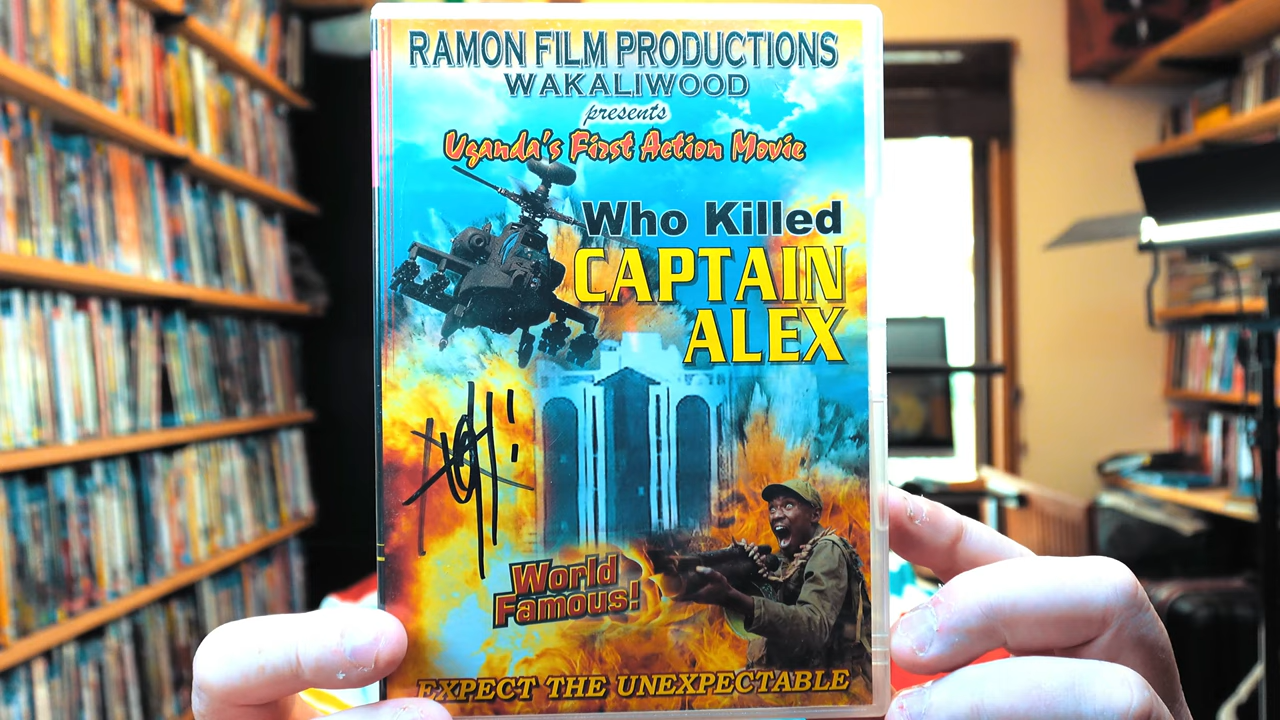 RAMON FILM PRODUCTIONS
WAKALIWOOD
presents
Uganda's First Action Movie
Who Killed
CAPTAIN
ALEX
World
Famous!
EXPECT THE UNEXPECTABLE